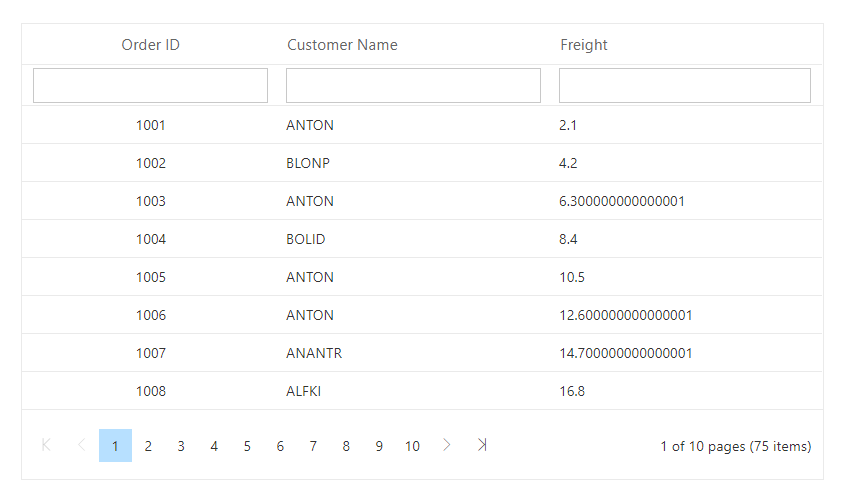 Order ID Customer Name Freight
1001 ANTON 2.1
1002 BLONP 4.2
1003 ANTON 6.300000000000001
1004 BOLID 8.4
1005 ANTON 10.5
1006 ANTON 12.600000000000001
1007 ANANTR 14.700000000000001
1008 ALFKI 16.8
1 2 3 4 5 6 7 8 9 10 1 of 10 pages (75 items)